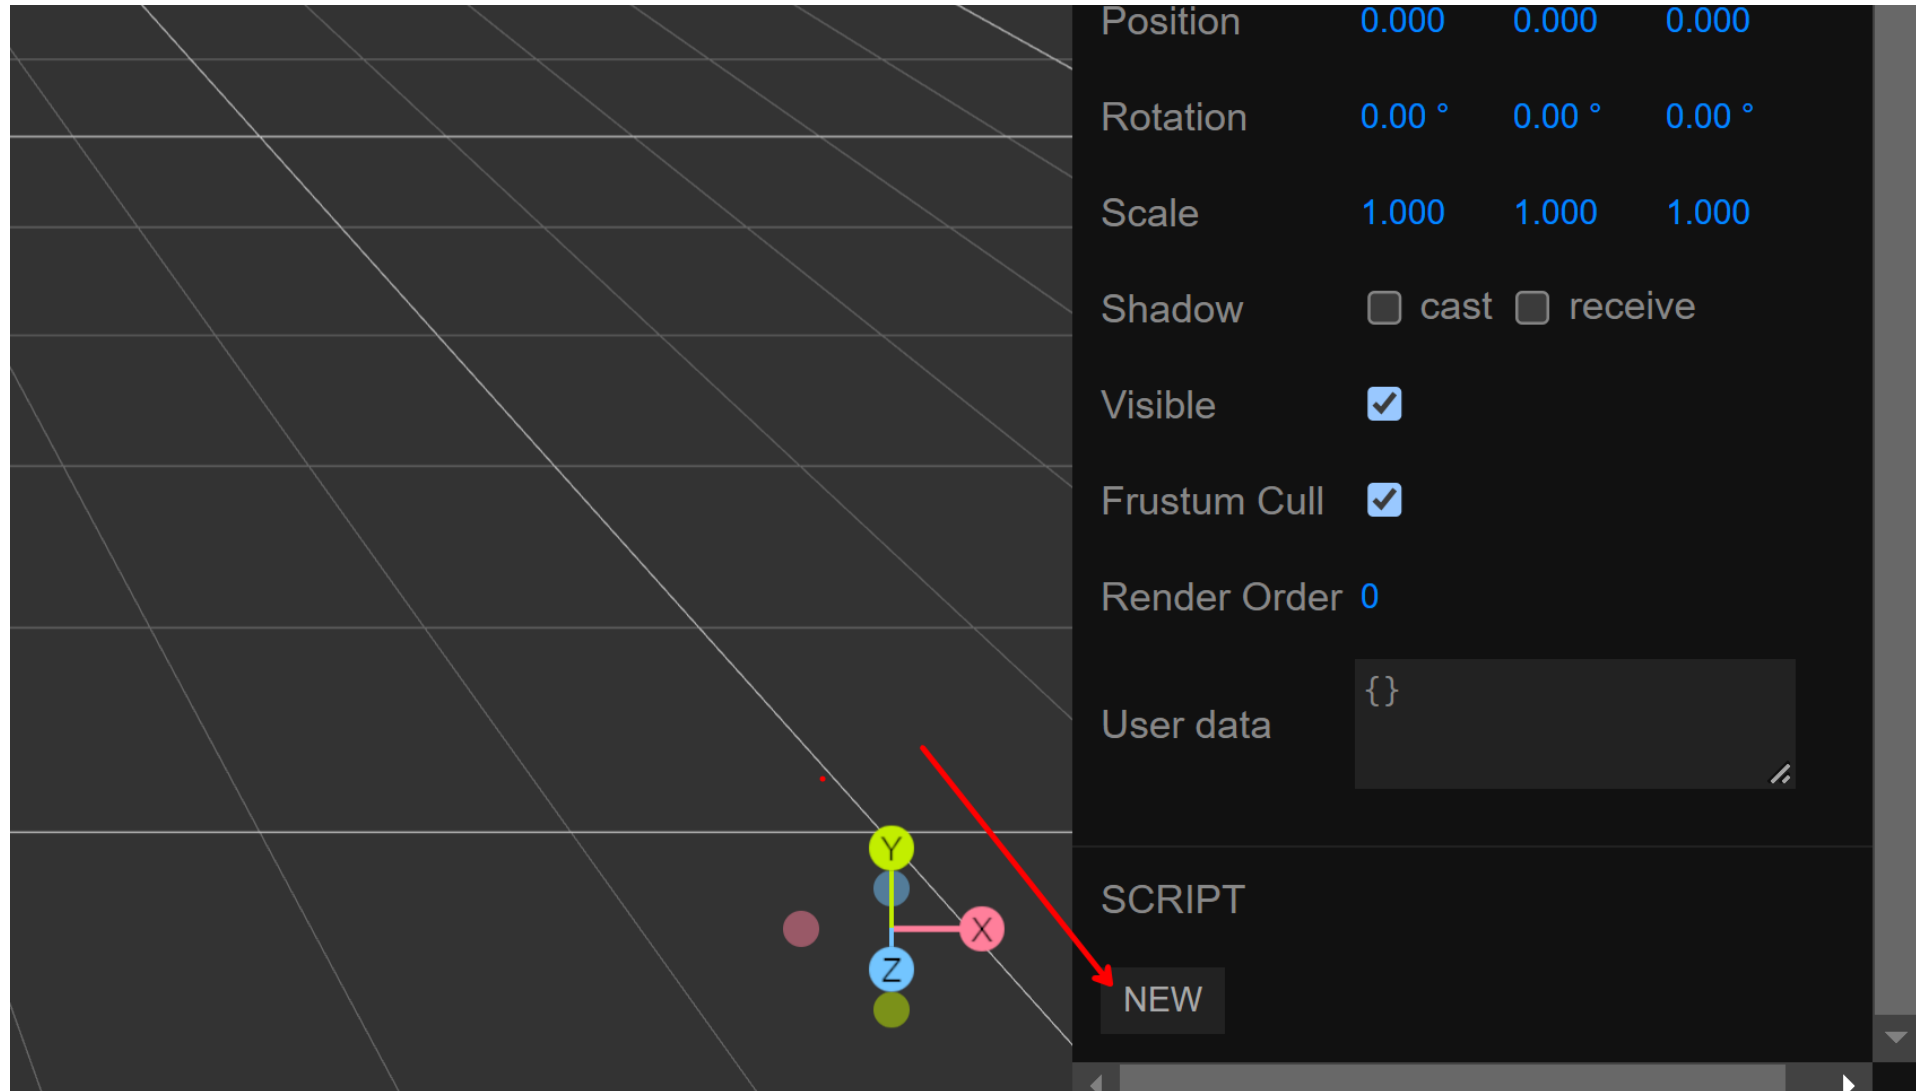 Position 0.000 0.000 0.000
Rotation 0.00 ° 0.00 ° 0.00 °
Scale 1.000 1.000 1.000
Shadow cast receive
Visible
Frustum Cull
Render Order 0
User data {}
Y
X
Z
SCRIPT
NEW